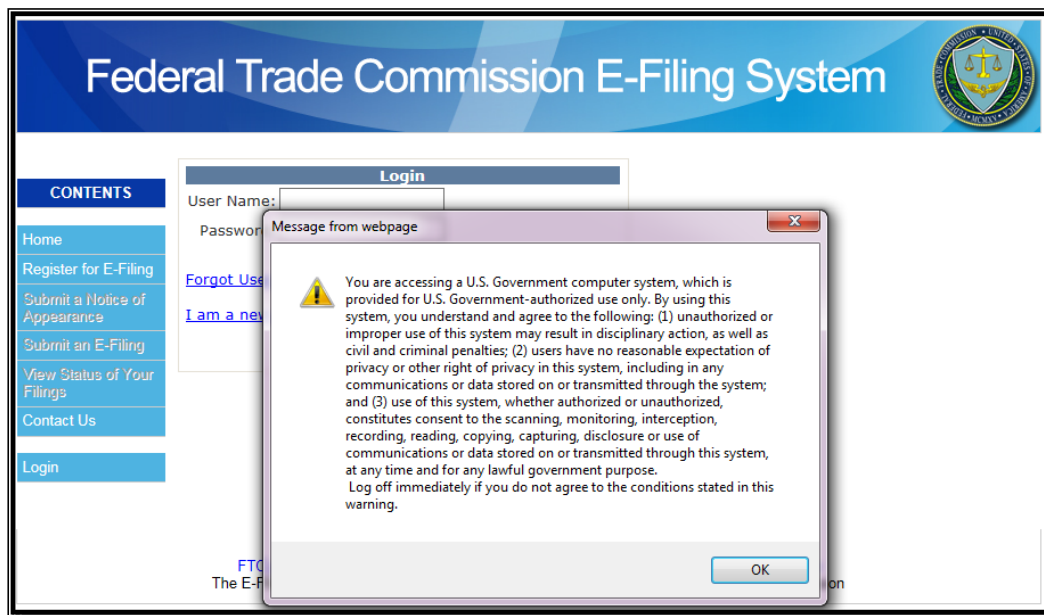 Federal Trade Commission E-Filing System
FEDERAL TRADE COMMISSION • UNITED STATES OF AMERICA • MCMXV
CONTENTS
Home
Register for E-Filing
Submit a Notice of
Appearance
Submit an E-Filing
View Status of Your
Filings
Contact Us
Login
Login
User Name:
Passwor
Forgot Use
I am a new
Message from webpage
You are accessing a U.S. Government computer system, which is
provided for U.S. Government-authorized use only. By using this
system, you understand and agree to the following: (1) unauthorized or
improper use of this system may result in disciplinary action, as well as
civil and criminal penalties; (2) users have no reasonable expectation of
privacy or other right of privacy in this system, including in any
communications or data stored on or transmitted through the system;
and (3) use of this system, whether authorized or unauthorized,
constitutes consent to the scanning, monitoring, interception,
recording, reading, copying, capturing, disclosure or use of
communications or data stored on or transmitted through this system,
at any time and for any lawful government purpose.
Log off immediately if you do not agree to the conditions stated in this
warning.
OK
FTC
The E-F
on